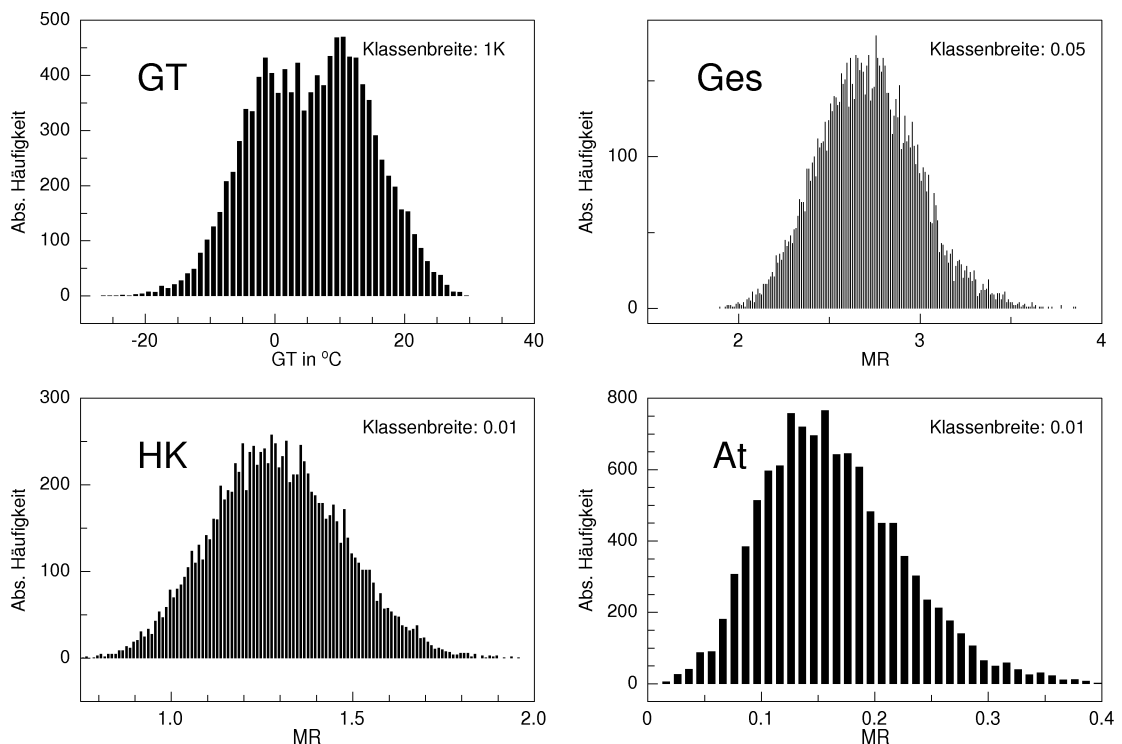 500
400
300
200
100
0
Abs. Häufigkeit
GT
Klassenbreite: 1K
-20
0
20
40
GT in °C
100
0
Abs. Häufigkeit
Ges
Klassenbreite: 0.05
2
3
4
MR
300
200
100
0
Abs. Häufigkeit
HK
Klassenbreite: 0.01
1.0
1.5
2.0
MR
800
600
400
200
0
Abs. Häufigkeit
At
Klassenbreite: 0.01
0
0.1
0.2
0.3
0.4
MR